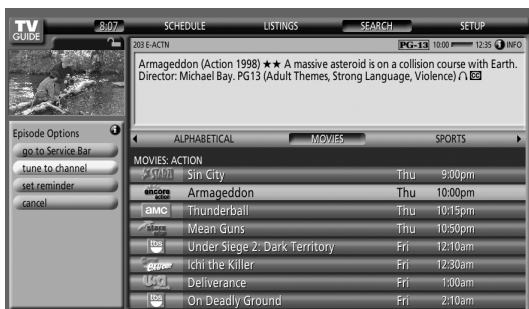 TV GUIDE 8:07 SCHEDULE LISTINGS SEARCH SETUP
203 E-ACTN PG-13 10:00 12:35 i INFO
Armageddon (Action 1998) ★★ A massive asteroid is on a collision course with Earth.
Director: Michael Bay. PG13 (Adult Themes, Strong Language, Violence) CC
Episode Options i
go to Service Bar
tune to channel
set reminder
cancel
ALPHABETICAL MOVIES SPORTS
MOVIES: ACTION
STARZ Sin City Thu 9:00pm
encore action Armageddon Thu 10:00pm
amc Thunderball Thu 10:15pm
starz Mean Guns Thu 10:50pm
tbs Under Siege 2: Dark Territory Fri 12:10am
Ichi the Killer Fri 12:30am
USA Deliverance Fri 1:00am
tbs On Deadly Ground Fri 2:10am